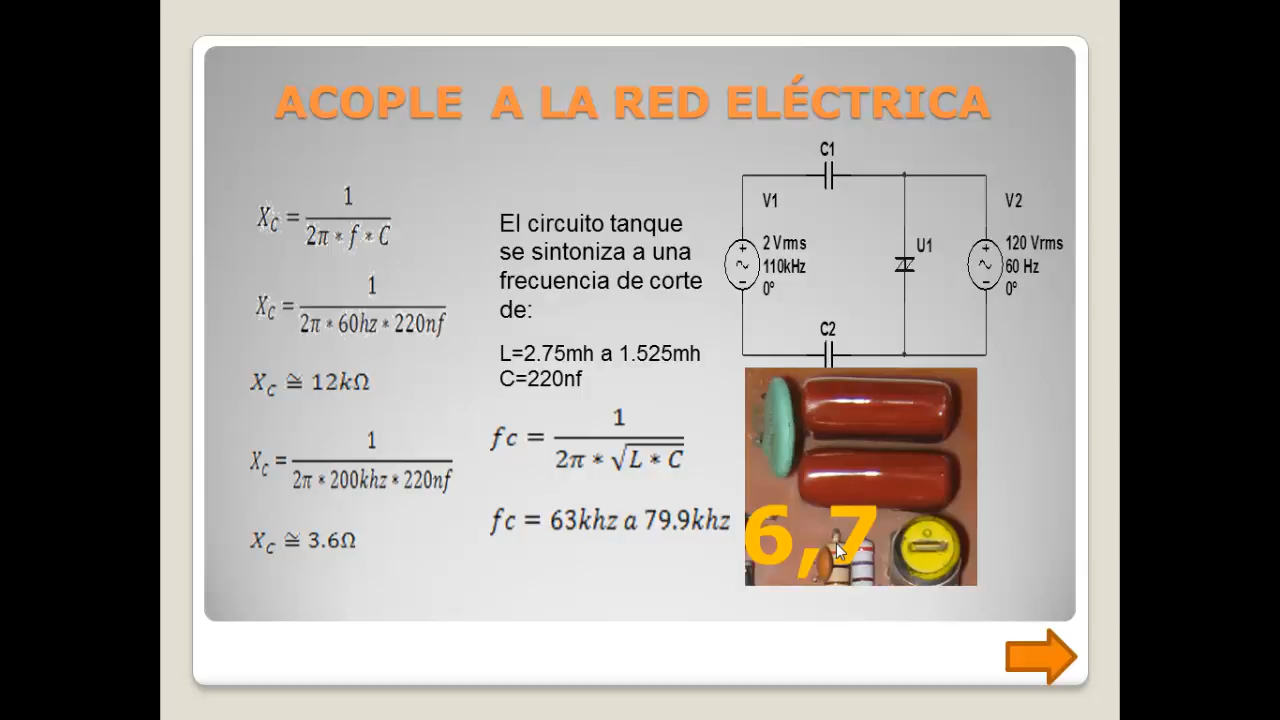 ACOPLE A LA RED ELÉCTRICA
X_C = 1 / (2π * f * C)
X_C = 1 / (2π * 60hz * 220nf)
X_C ≅ 12kΩ
X_C = 1 / (2π * 200khz * 220nf)
X_C ≅ 3.6Ω
El circuito tanque
se sintoniza a una
frecuencia de corte
de:
L=2.75mh a 1.525mh
C=220nf
fc = 1 / (2π * √(L * C))
fc = 63khz a 79.9khz
C1
V1
2 Vrms
110kHz
0º
U1
V2
120 Vrms
60 Hz
0º
C2
6,7